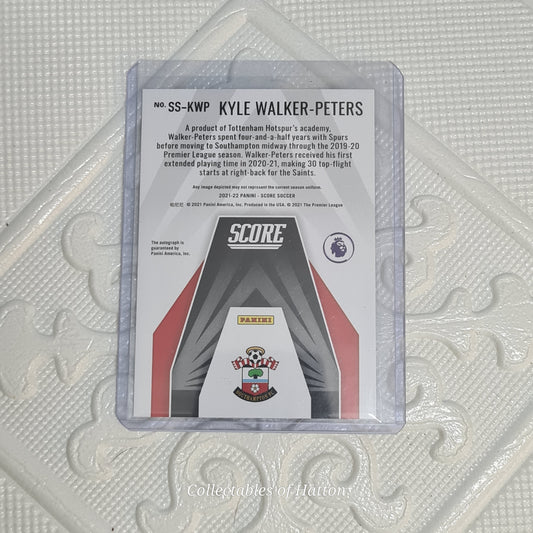 NO. SS-KWP KYLE WALKER-PETERS
A product of Tottenham Hotspur's academy,
Walker-Peters spent four-and-a-half years with Spurs
before moving to Southampton midway through the 2019-20
Premier League season. Walker-Peters received his first
extended playing time in 2020-21, making 30 top-flight
starts at right-back for the Saints.
Any image depicted may not represent the current season uniform.
2021-22 PANINI - SCORE SOCCER
© 2021 Panini America, Inc. Produced in the USA. © 2021 The Premier League
The autograph is
guaranteed by
Panini America, Inc.
SCORE
PANINI
SOUTHAMPTON FC
Collectables of Hatton